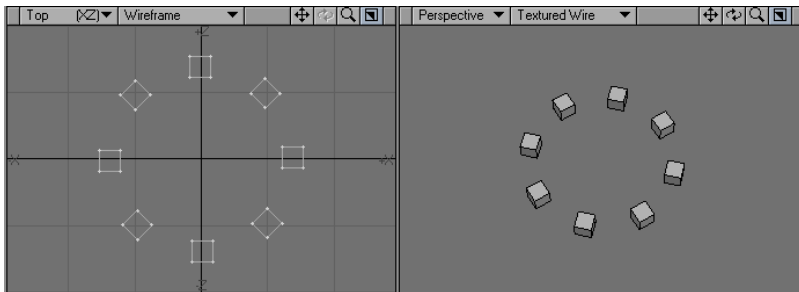 Top (XZ) Wireframe
Perspective Textured Wire
Z
-X X
-Z